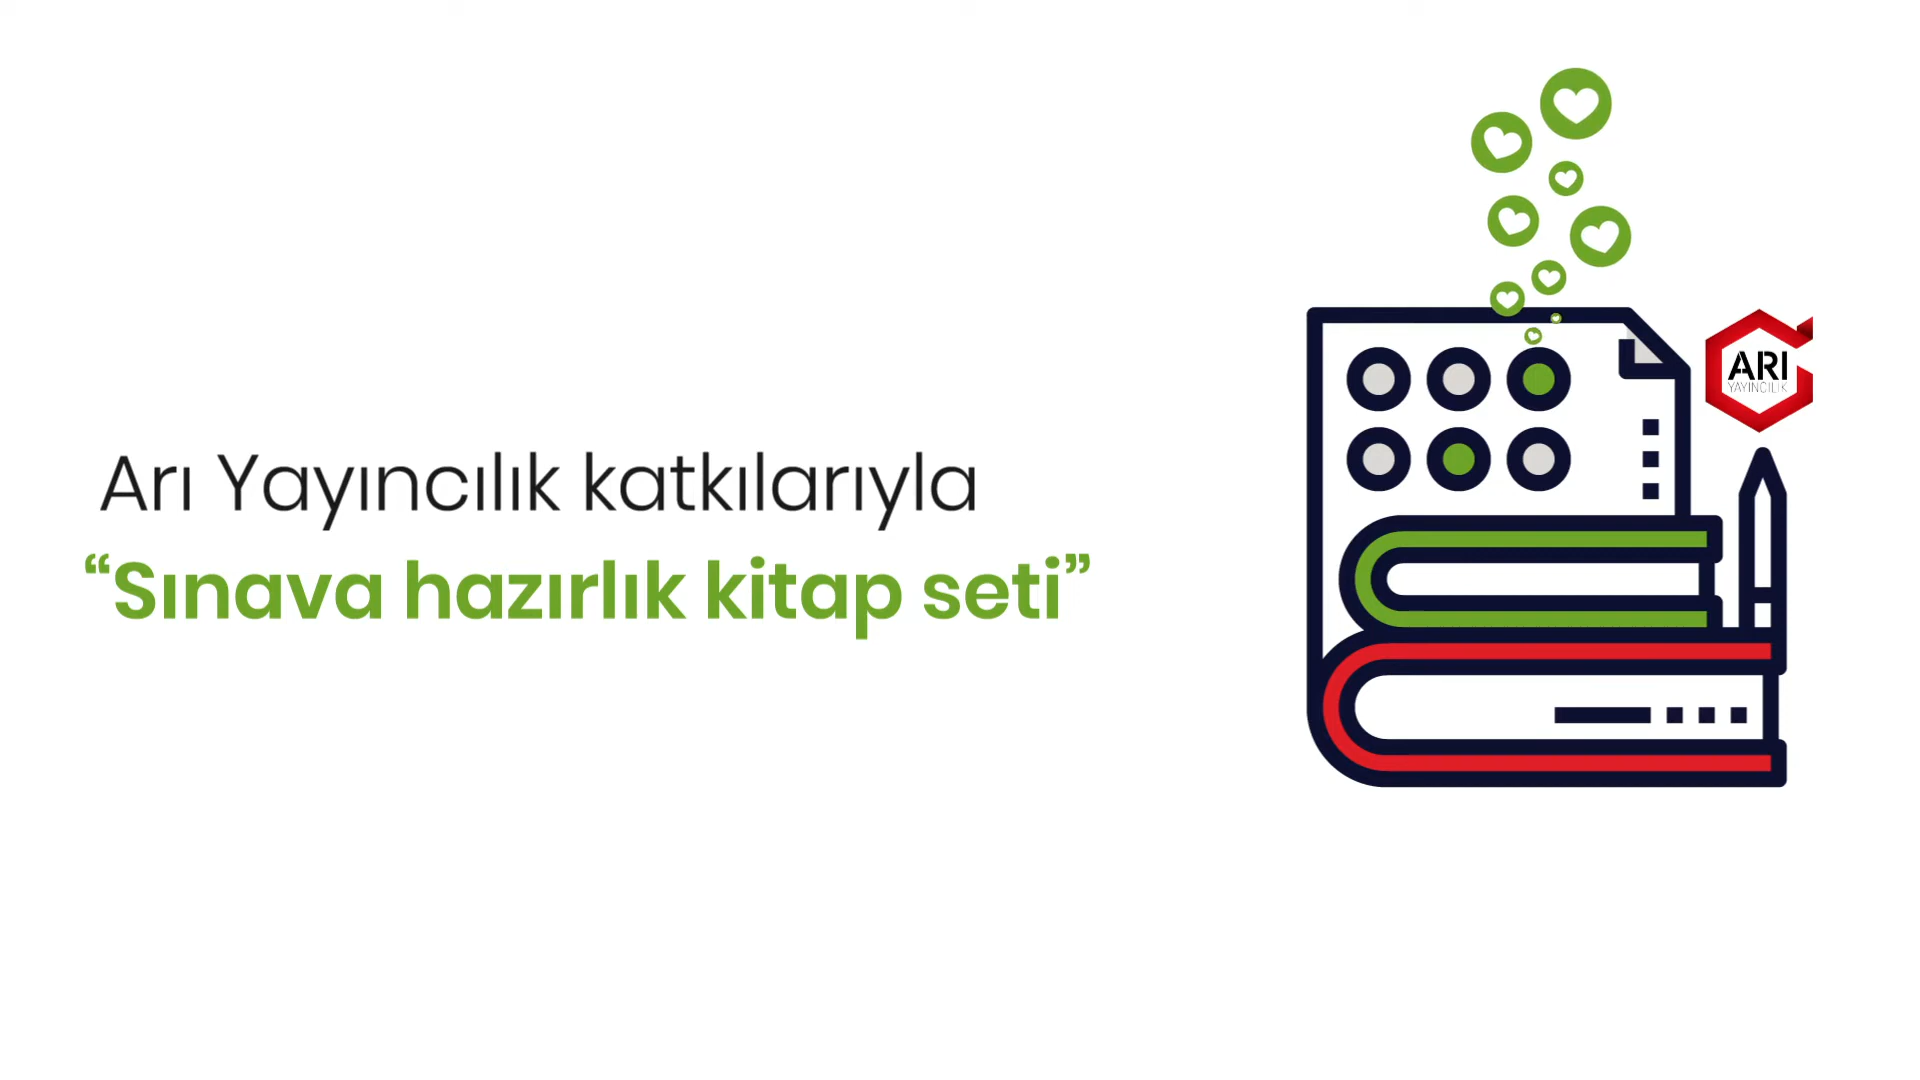 Arı Yayıncılık katkılarıyla
“Sınava hazırlık kitap seti”
ARI
YAYINCILIK